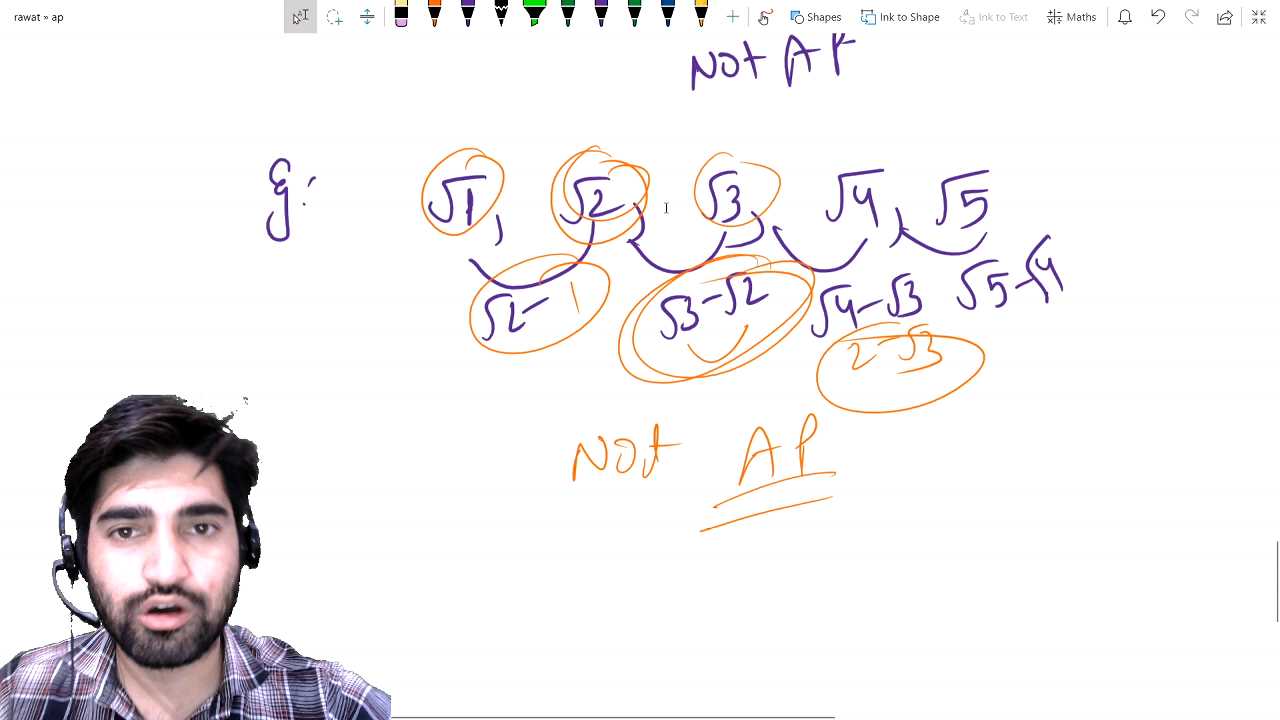 rawat » ap
Shapes Ink to Shape Ink to Text Maths
Not AP
Eg:
√1, √2, √3, √4, √5
√2-1 √3-√2 √4-√3 √5-√4
2-√3
Not AP